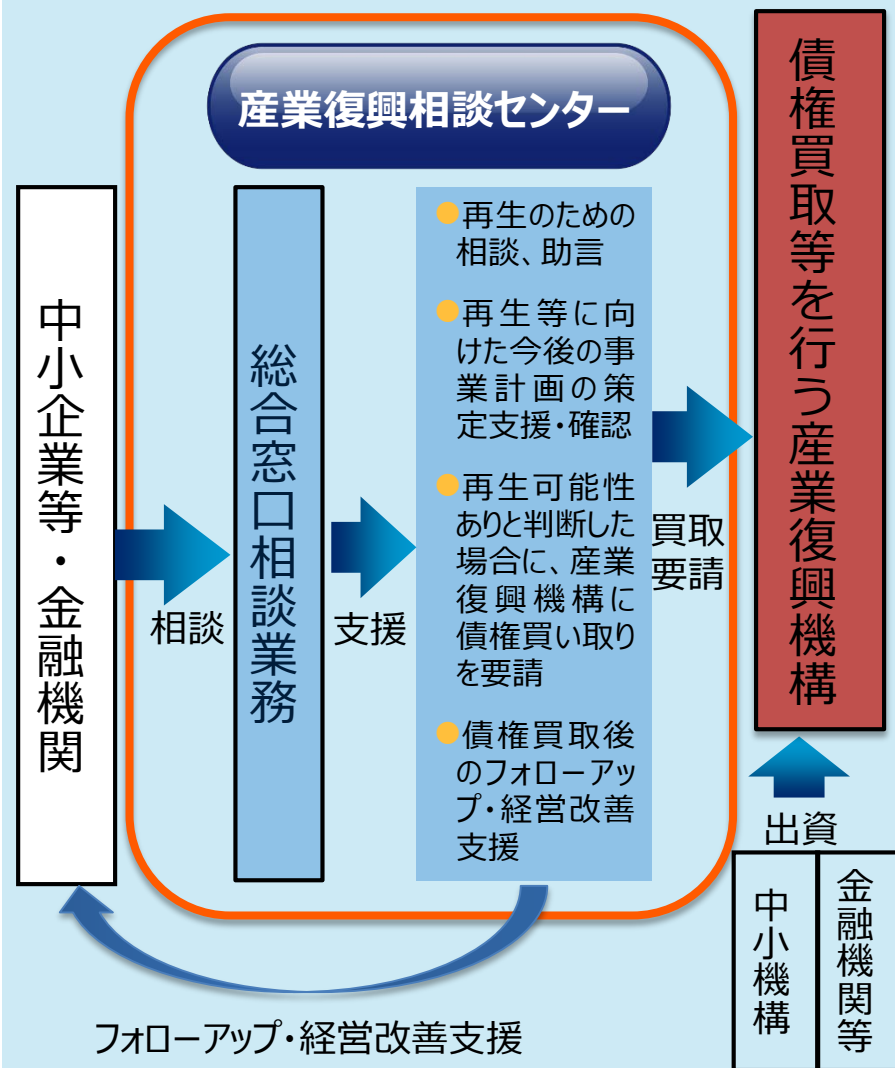 産業復興相談センター
中小企業等・金融機関
相談
総合窓口相談業務
支援
●再生のための
相談、助言
●再生等に向
けた今後の事
業計画の策
定支援・確認
●再生可能性
ありと判断した
場合に、産業
復興機構に
債権買い取り
を要請
●債権買取後
のフォローアッ
プ・経営改善
支援
買取
要請
債権買取等を行う産業復興機構
出資
中小機構
金融機関等
フォローアップ・経営改善支援